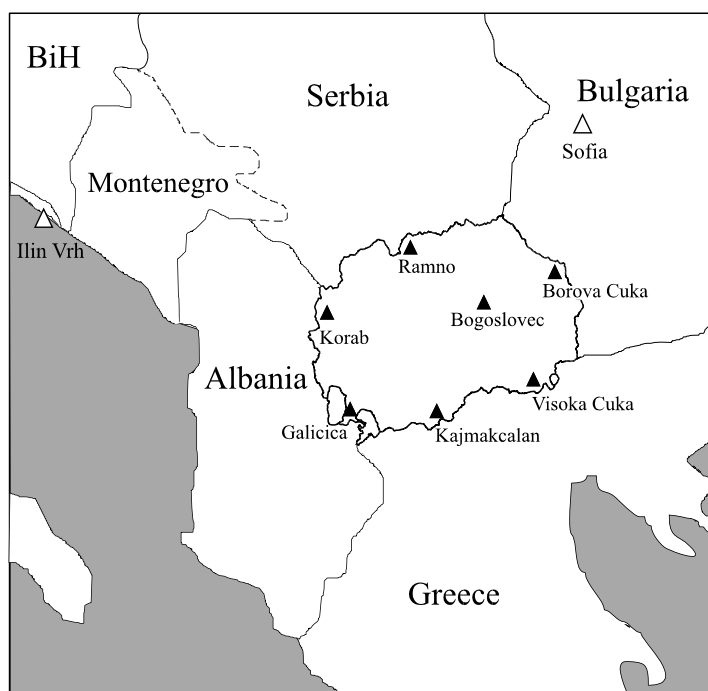 BiH
Serbia
Bulgaria
Sofia
Montenegro
Ilin Vrh
Ramno
Borova Cuka
Korab
Bogoslovec
Albania
Visoka Cuka
Galicica
Kajmakcalan
Greece